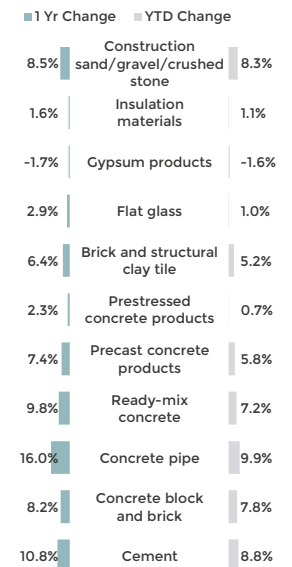 1 Yr Change YTD Change
Construction
8.5% sand/gravel/crushed 8.3%
stone
Insulation
1.6% 1.1%
materials
-1.7% Gypsum products -1.6%
2.9% Flat glass 1.0%
Brick and structural
6.4% 5.2%
clay tile
Prestressed
2.3% 0.7%
concrete products
Precast concrete
7.4% 5.8%
products
Ready-mix
9.8% 7.2%
concrete
16.0% Concrete pipe 9.9%
Concrete block
8.2% 7.8%
and brick
10.8% Cement 8.8%